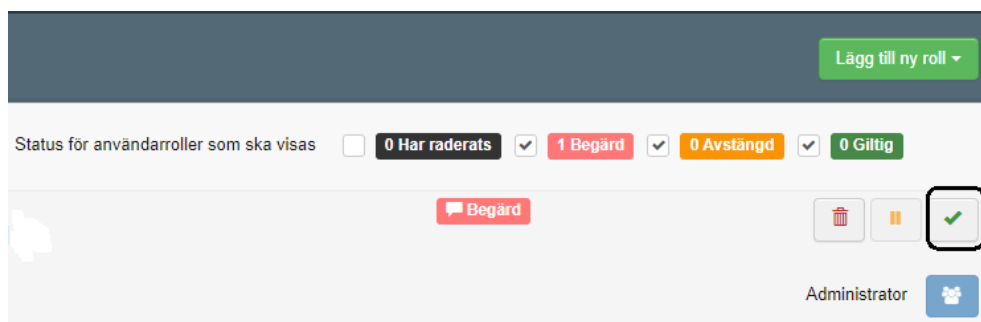 Lägg till ny roll
Status för användarroller som ska visas 0 Har raderats 1 Begärd 0 Avstängd 0 Giltig
Begärd
Administrator